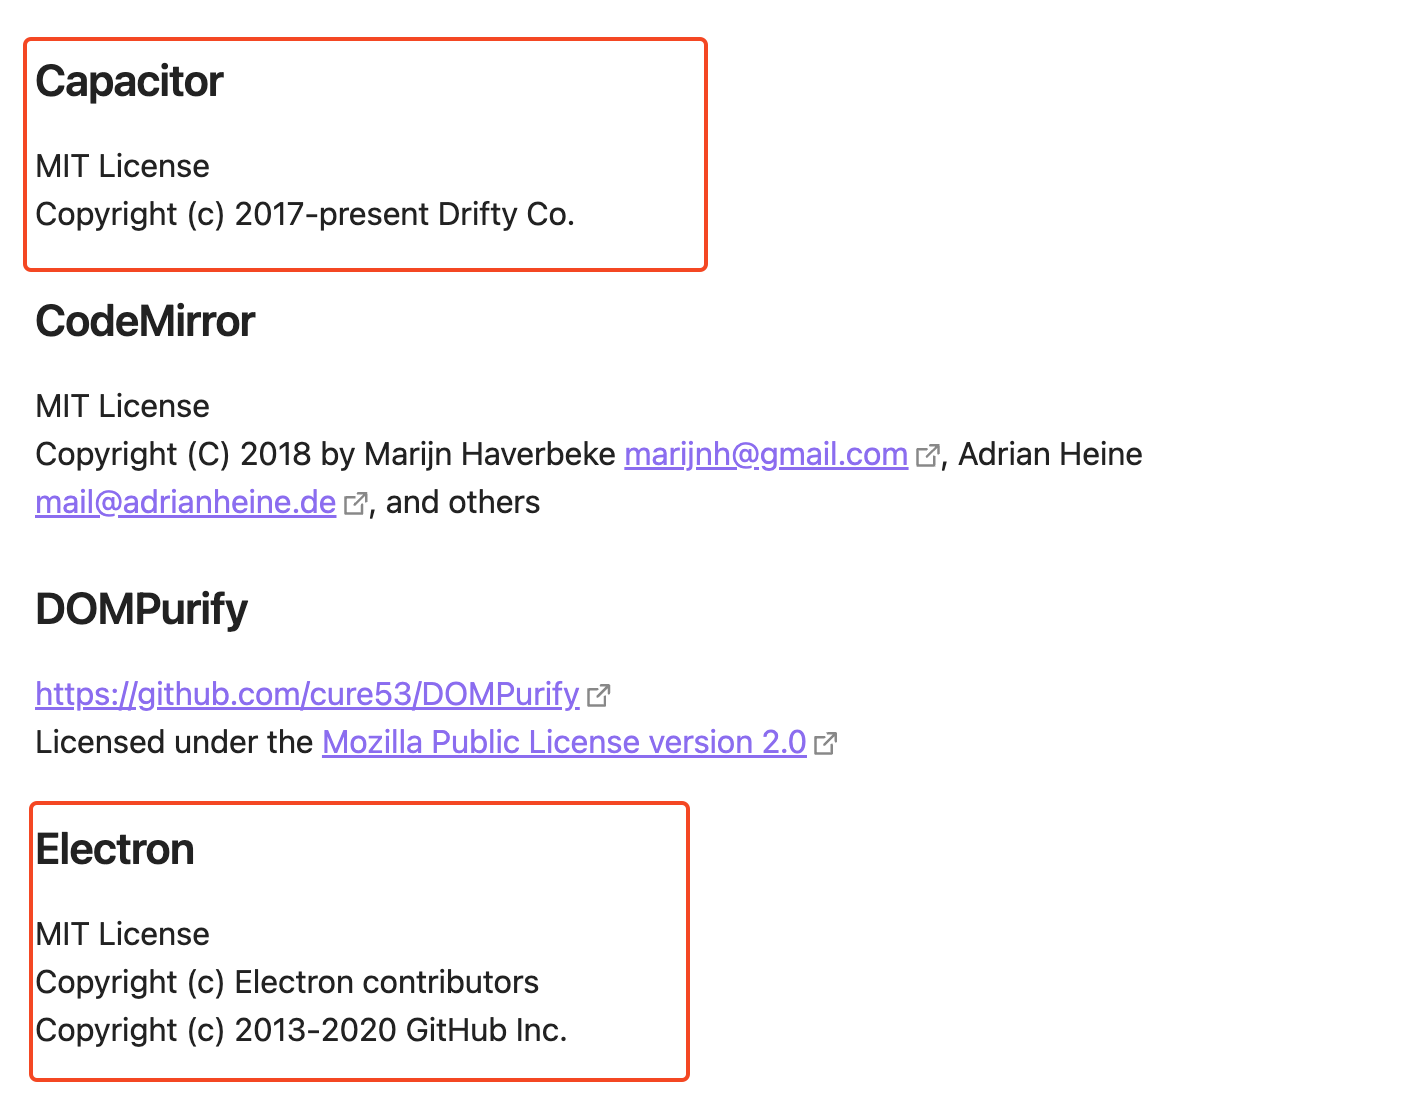 Capacitor
MIT License
Copyright (c) 2017-present Drifty Co.
CodeMirror
MIT License
Copyright (C) 2018 by Marijn Haverbeke marijnh@gmail.com, Adrian Heine
mail@adrianheine.de, and others
DOMPurify
https://github.com/cure53/DOMPurify
Licensed under the Mozilla Public License version 2.0
Electron
MIT License
Copyright (c) Electron contributors
Copyright (c) 2013-2020 GitHub Inc.